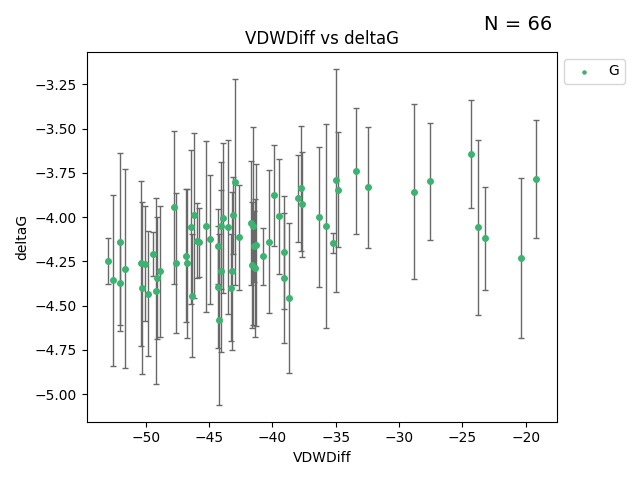 N = 66
VDWDiff vs deltaG
G
−3.25
−3.50
−3.75
−4.00
−4.25
−4.50
−4.75
−5.00
deltaG
−50 −45 −40 −35 −30 −25 −20
VDWDiff